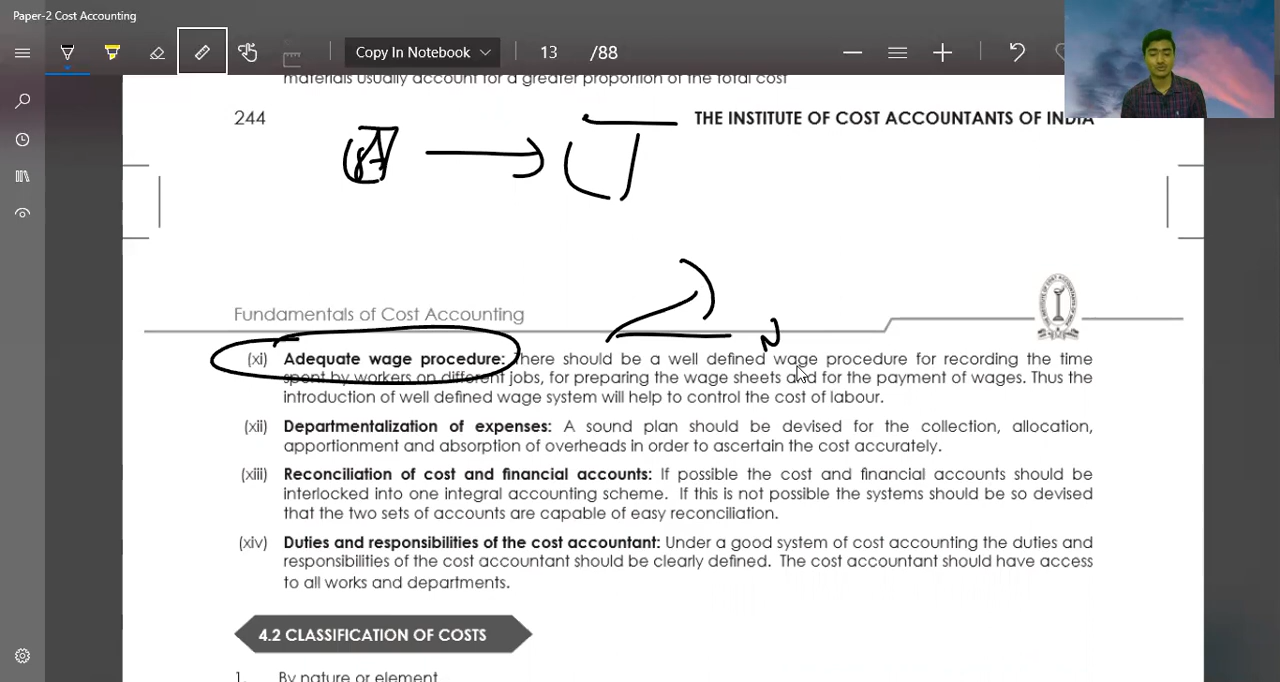 Paper-2 Cost Accounting
Copy In Notebook
13 /88
materials usually account for a greater proportion of the total cost
244 THE INSTITUTE OF COST ACCOUNTANTS OF INDIA
Fundamentals of Cost Accounting
(xi) Adequate wage procedure: There should be a well defined wage procedure for recording the time
spent by workers on different jobs, for preparing the wage sheets and for the payment of wages. Thus the
introduction of well defined wage system will help to control the cost of labour.
(xii) Departmentalization of expenses: A sound plan should be devised for the collection, allocation,
apportionment and absorption of overheads in order to ascertain the cost accurately.
(xiii) Reconciliation of cost and financial accounts: If possible the cost and financial accounts should be
interlocked into one integral accounting scheme. If this is not possible the systems should be so devised
that the two sets of accounts are capable of easy reconciliation.
(xiv) Duties and responsibilities of the cost accountant: Under a good system of cost accounting the duties and
responsibilities of the cost accountant should be clearly defined. The cost accountant should have access
to all works and departments.
4.2 CLASSIFICATION OF COSTS
1. By nature or element